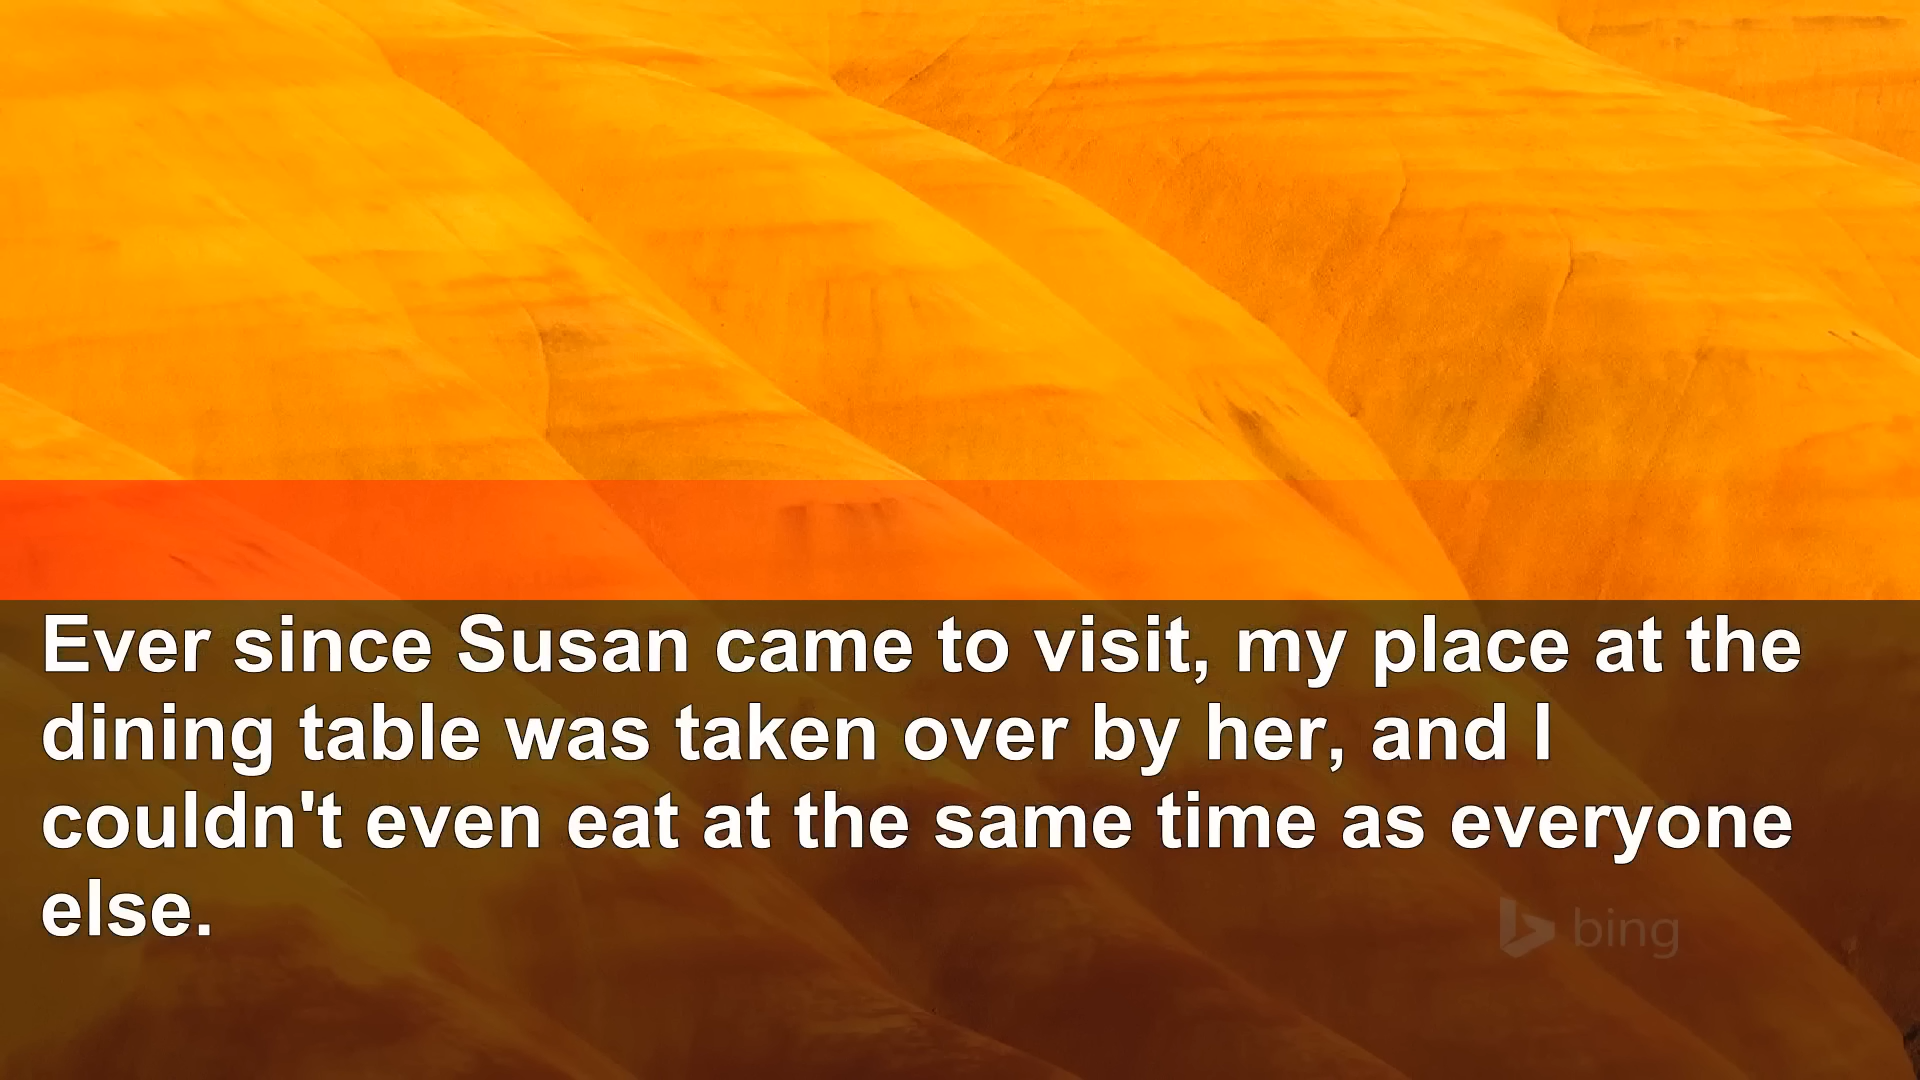 Ever since Susan came to visit, my place at the
dining table was taken over by her, and I
couldn't even eat at the same time as everyone
else.
bing